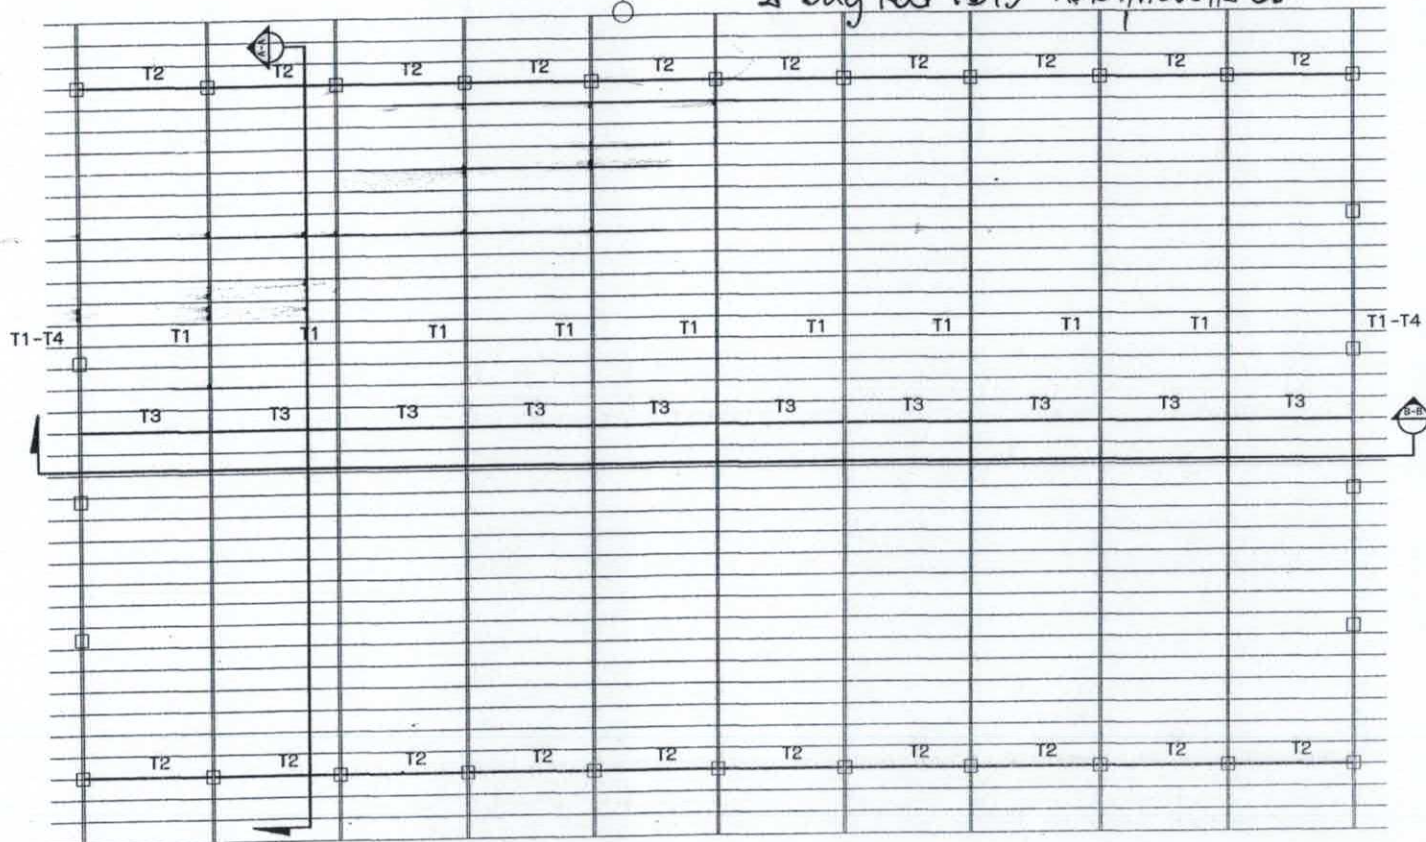 A-A
T2 T2 T2 T2 T2 T2 T2 T2 T2 T2
T1-T4 T1 T1 T1 T1 T1 T1 T1 T1 T1 T1-T4
T3 T3 T3 T3 T3 T3 T3 T3 T3 T3
B-B
T2 T2 T2 T2 T2 T2 T2 T2 T2 T2